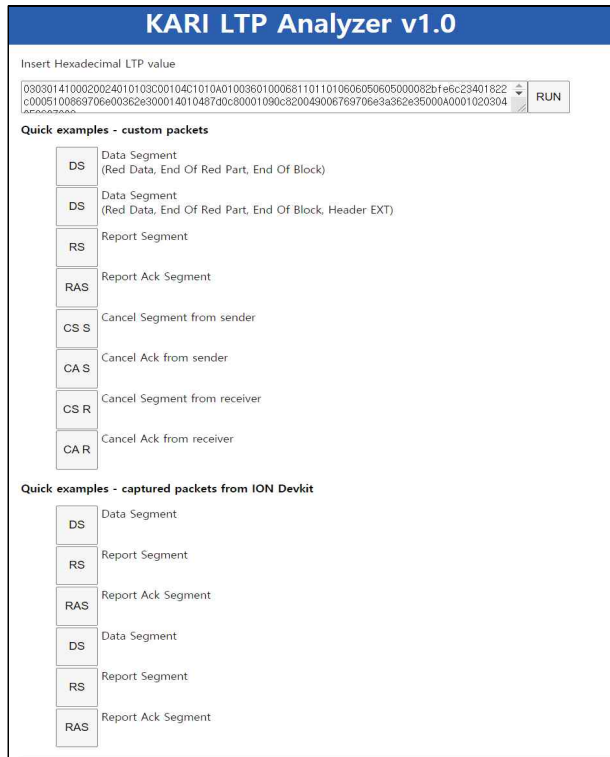 KARI LTP Analyzer v1.0
Insert Hexadecimal LTP value
03030141000200024010103C00104C1010A01003601000681101101060605060500082bfe6c23401822
c0005100869706e00362e300014010487d0c80001090c820049006769706e3a362e35000A0001020304
RUN
Quick examples - custom packets
DS
Data Segment
(Red Data, End Of Red Part, End Of Block)
DS
Data Segment
(Red Data, End Of Red Part, End Of Block, Header EXT)
RS
Report Segment
RAS
Report Ack Segment
CS S
Cancel Segment from sender
CA S
Cancel Ack from sender
CS R
Cancel Segment from receiver
CA R
Cancel Ack from receiver
Quick examples - captured packets from ION Devkit
DS
Data Segment
RS
Report Segment
RAS
Report Ack Segment
DS
Data Segment
RS
Report Segment
RAS
Report Ack Segment